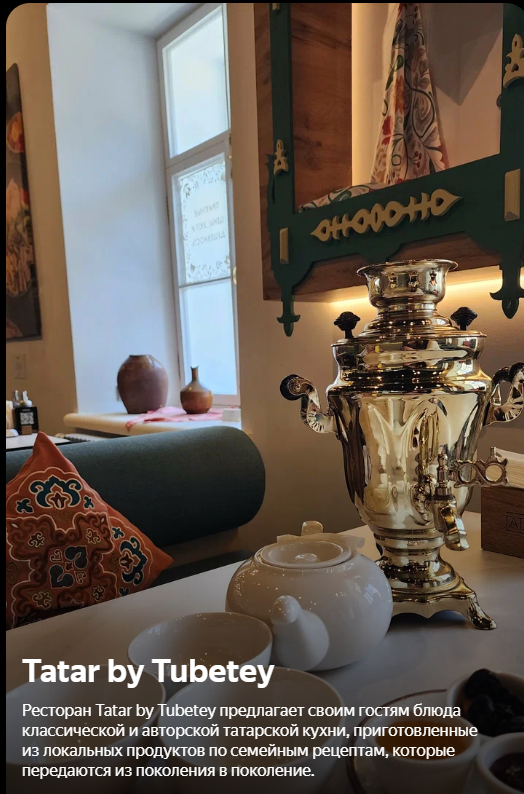 Tatar by Tubetey
Ресторан Tatar by Tubetey предлагает своим гостям блюда
классической и авторской татарской кухни, приготовленные
из локальных продуктов по семейным рецептам, которые
передаются из поколения в поколение.